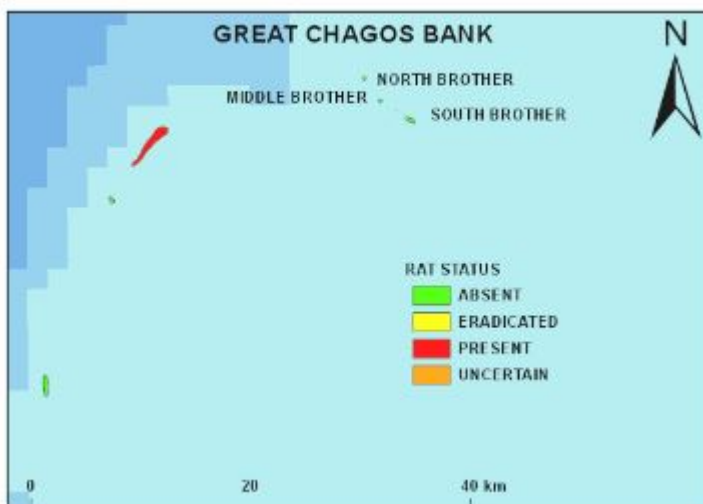 GREAT CHAGOS BANK
N
NORTH BROTHER
MIDDLE BROTHER
SOUTH BROTHER
RAT STATUS
ABSENT
ERADICATED
PRESENT
UNCERTAIN
0 20 40 km